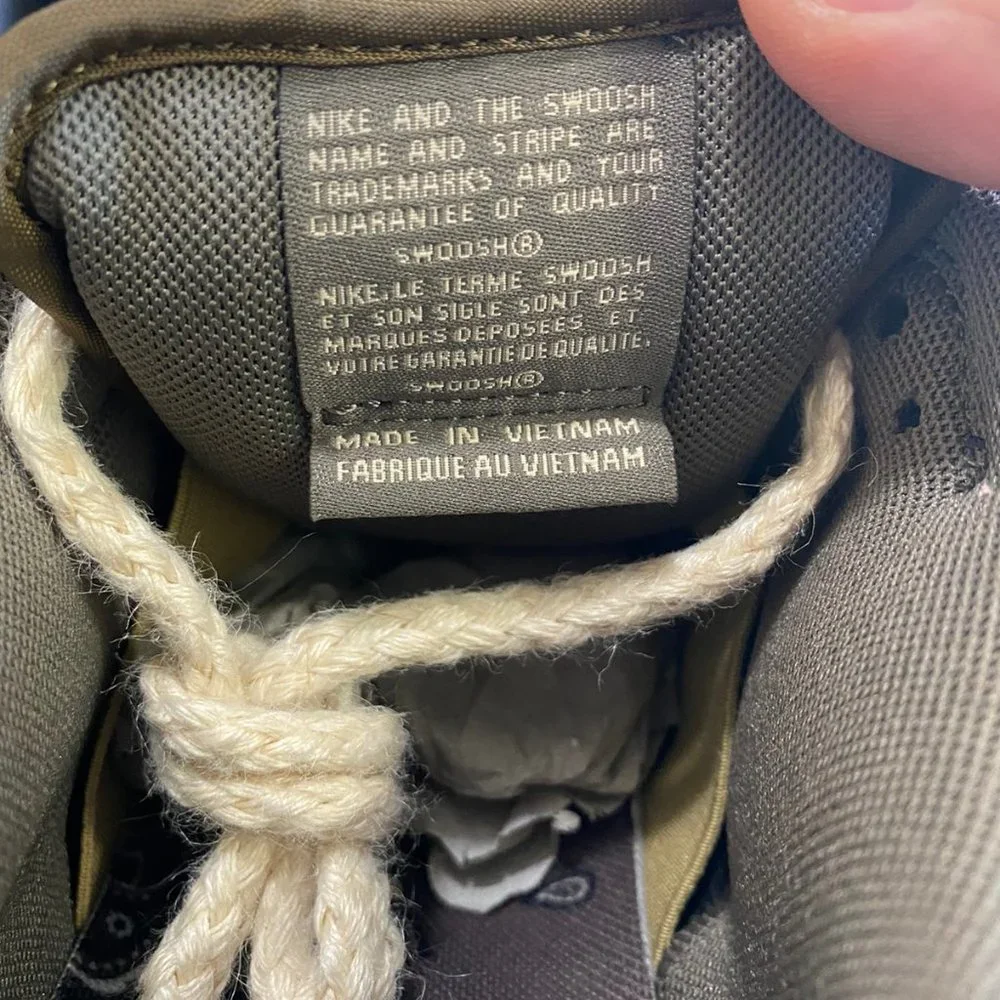 NIKE AND THE SWOOSH
NAME AND STRIPE ARE
TRADEMARKS AND YOUR
GUARANTEE OF QUALITY
SWOOSH®
NIKE, LE TERME SWOOSH
ET SON SIGLE SONT DES
MARQUES DEPOSEES ET
VOTRE GARANTIE DE QUALITE.
SWOOSH®
MADE IN VIETNAM
FABRIQUE AU VIETNAM